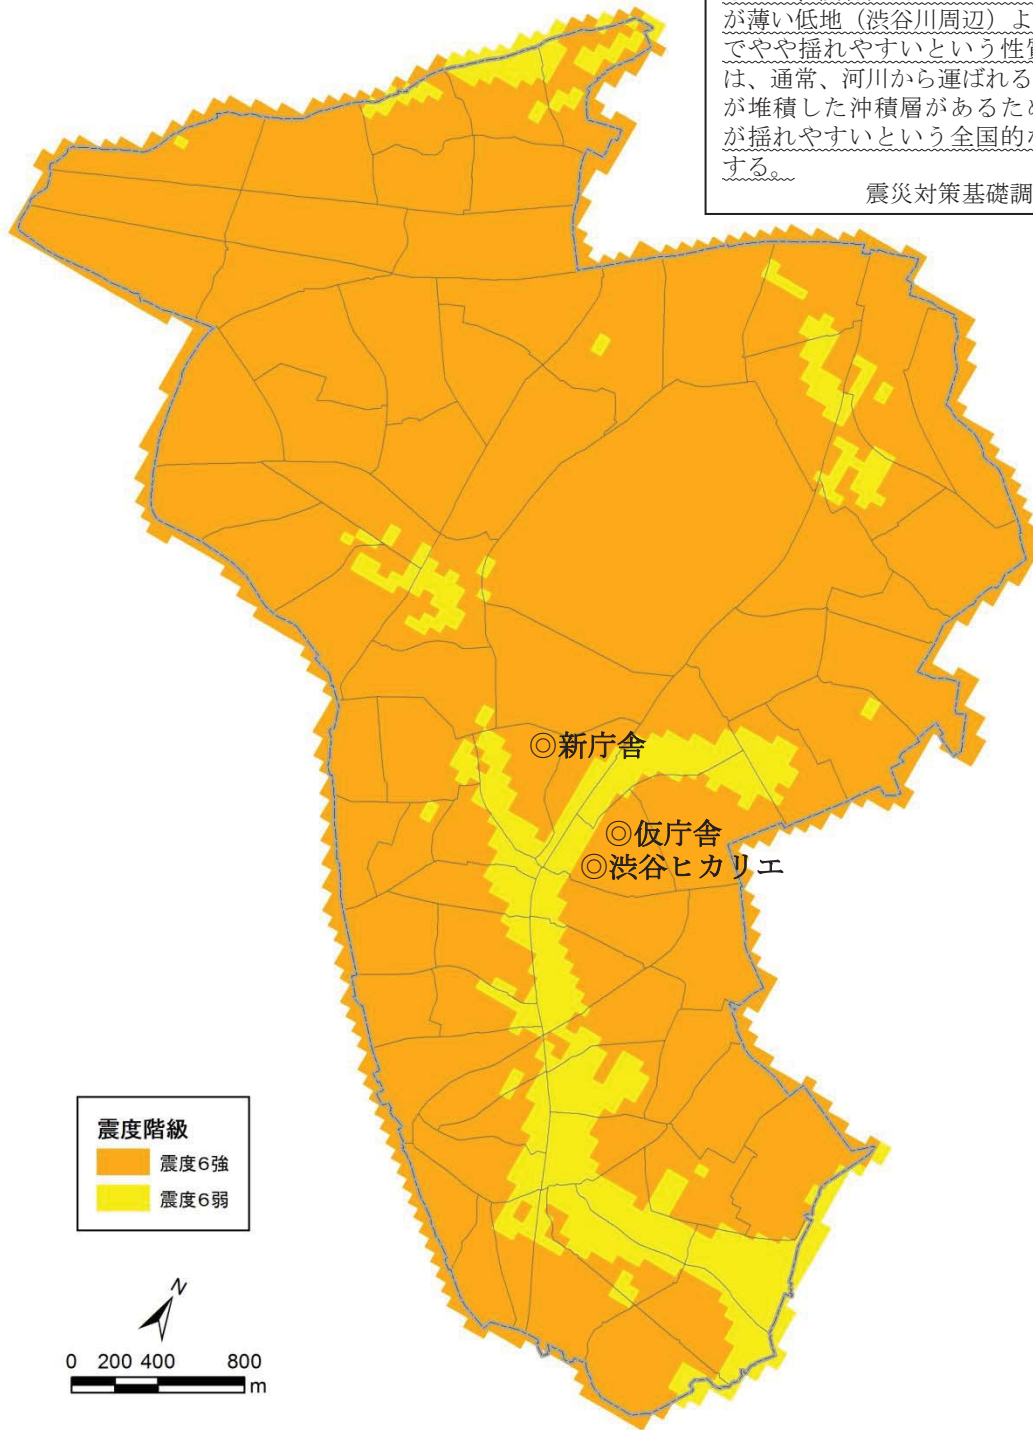 が薄い低地（渋谷川周辺）よ
でやや揺れやすいという性質
は、通常、河川から運ばれる
が堆積した沖積層があるため
が揺れやすいという全国的な
する。
震災対策基礎調
◎新庁舎
◎仮庁舎
◎渋谷ヒカリエ
震度階級
震度6強
震度6弱
N
0 200 400 800
m